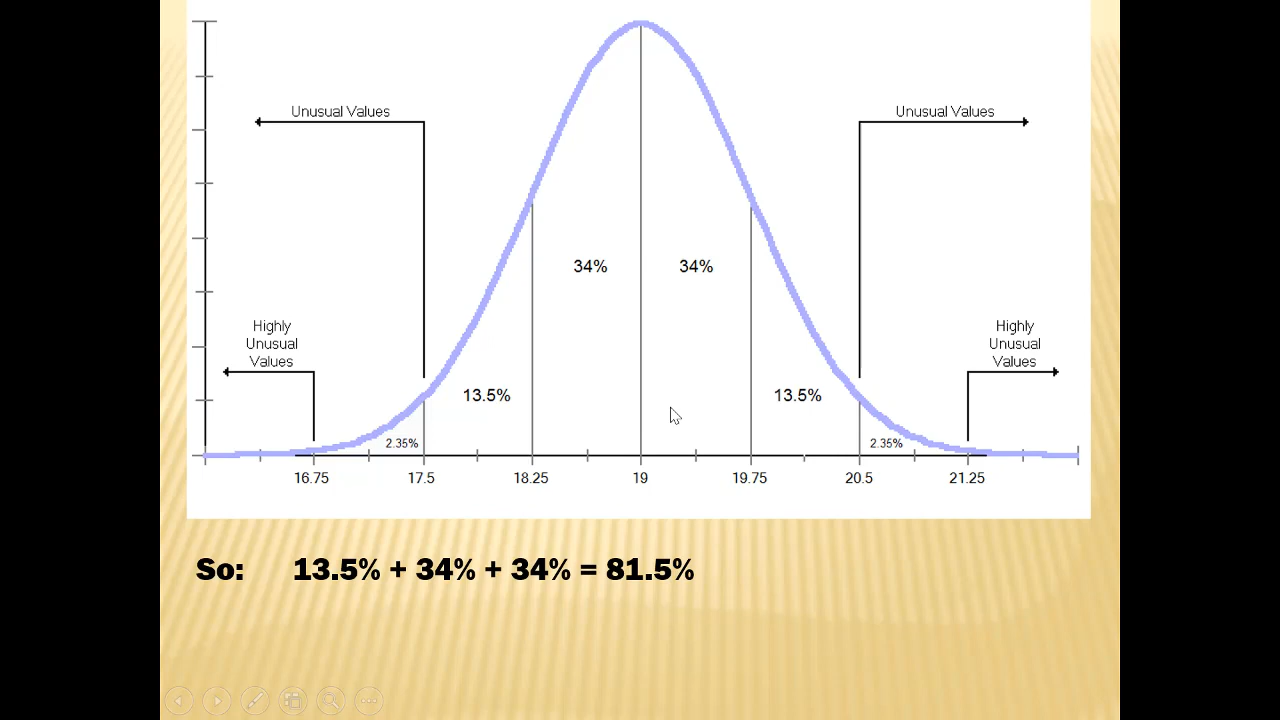 Unusual Values
Unusual Values
34%
34%
Highly
Unusual
Values
Highly
Unusual
Values
13.5%
13.5%
2.35%
2.35%
16.75
17.5
18.25
19
19.75
20.5
21.25
So: 13.5% + 34% + 34% = 81.5%